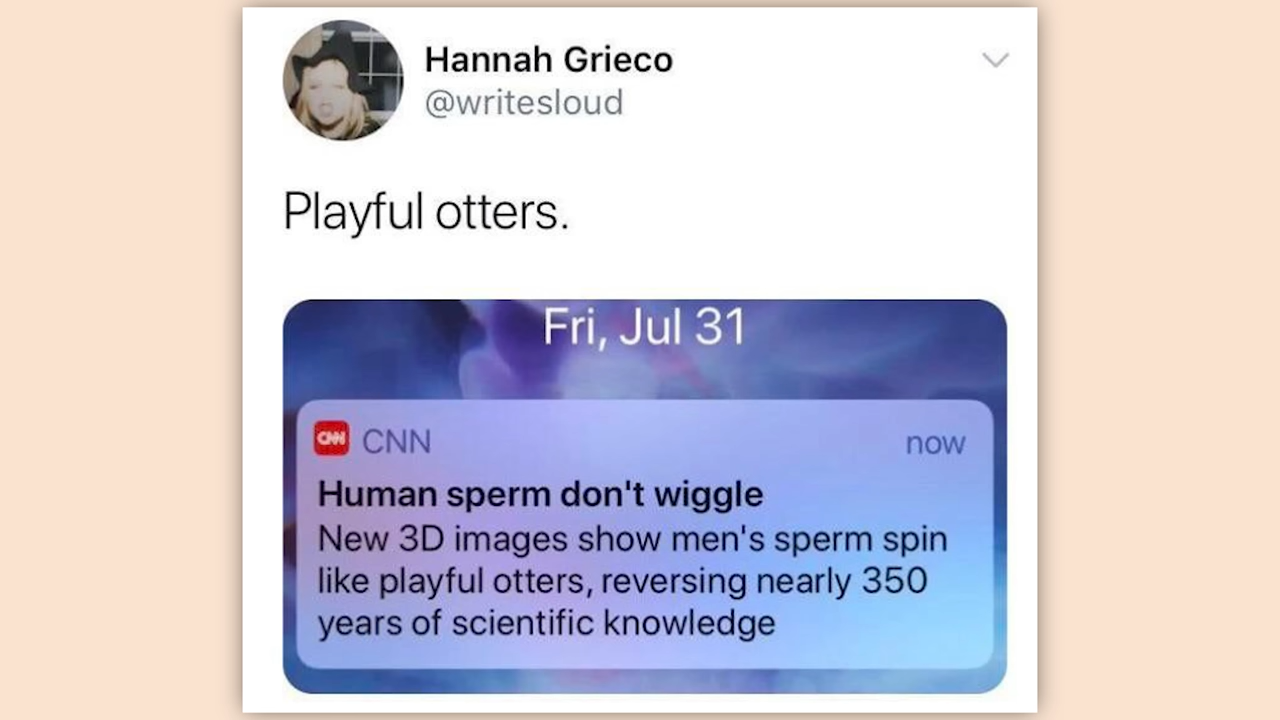 Hannah Grieco
@writesloud
Playful otters.
Fri, Jul 31
CNN CNN now
Human sperm don't wiggle
New 3D images show men's sperm spin
like playful otters, reversing nearly 350
years of scientific knowledge